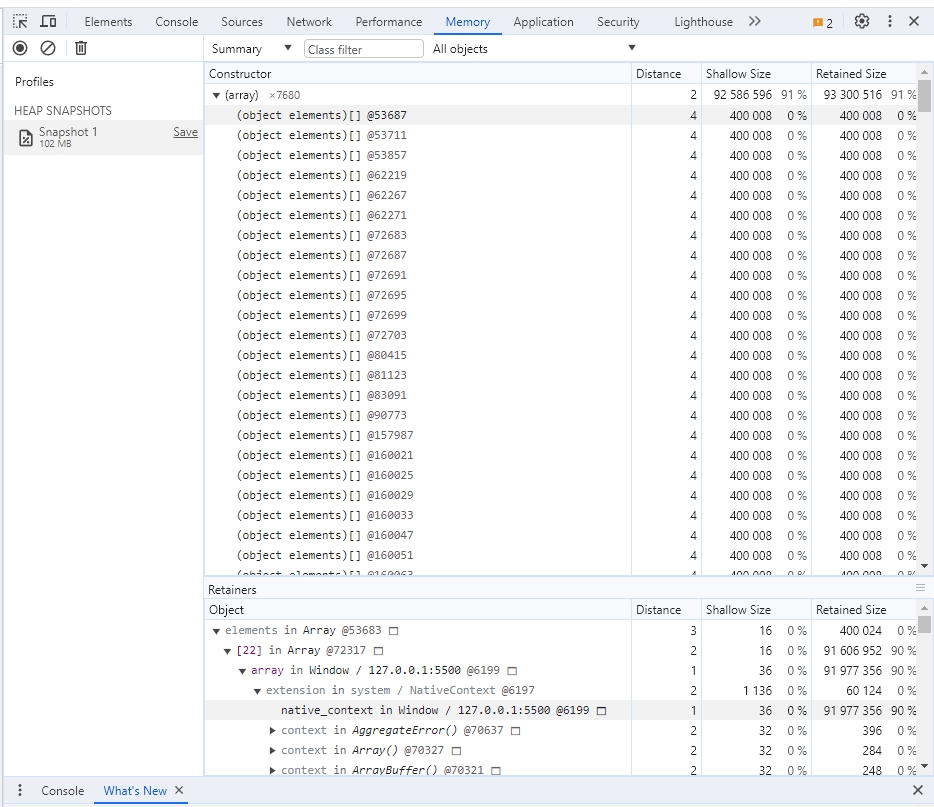 Elements Console Sources Network Performance Memory Application Security Lighthouse 2
Summary Class filter All objects
Profiles
HEAP SNAPSHOTS
Snapshot 1 Save
102 MB
Constructor Distance Shallow Size Retained Size
(array) ×7680 2 92 586 596 91 % 93 300 516 91 %
(object elements)[] @53687 4 400 008 0 % 400 008 0 %
(object elements)[] @53711 4 400 008 0 % 400 008 0 %
(object elements)[] @53857 4 400 008 0 % 400 008 0 %
(object elements)[] @62219 4 400 008 0 % 400 008 0 %
(object elements)[] @62267 4 400 008 0 % 400 008 0 %
(object elements)[] @62271 4 400 008 0 % 400 008 0 %
(object elements)[] @72683 4 400 008 0 % 400 008 0 %
(object elements)[] @72687 4 400 008 0 % 400 008 0 %
(object elements)[] @72691 4 400 008 0 % 400 008 0 %
(object elements)[] @72695 4 400 008 0 % 400 008 0 %
(object elements)[] @72699 4 400 008 0 % 400 008 0 %
(object elements)[] @72703 4 400 008 0 % 400 008 0 %
(object elements)[] @80415 4 400 008 0 % 400 008 0 %
(object elements)[] @81123 4 400 008 0 % 400 008 0 %
(object elements)[] @83091 4 400 008 0 % 400 008 0 %
(object elements)[] @90773 4 400 008 0 % 400 008 0 %
(object elements)[] @157987 4 400 008 0 % 400 008 0 %
(object elements)[] @160021 4 400 008 0 % 400 008 0 %
(object elements)[] @160025 4 400 008 0 % 400 008 0 %
(object elements)[] @160029 4 400 008 0 % 400 008 0 %
(object elements)[] @160033 4 400 008 0 % 400 008 0 %
(object elements)[] @160047 4 400 008 0 % 400 008 0 %
(object elements)[] @160051 4 400 008 0 % 400 008 0 %
Retainers
Object Distance Shallow Size Retained Size
elements in Array @53683 3 16 0 % 400 024 0 %
[22] in Array @72317 2 16 0 % 91 606 952 90 %
array in Window / 127.0.0.1:5500 @6199 1 36 0 % 91 977 356 90 %
extension in system / NativeContext @6197 2 1 136 0 % 60 124 0 %
native_context in Window / 127.0.0.1:5500 @6199 1 36 0 % 91 977 356 90 %
context in AggregateError() @70637 2 32 0 % 396 0 %
context in Array() @70327 2 32 0 % 284 0 %
context in ArrayBuffer() @70321 2 32 0 % 248 0 %
Console What's New